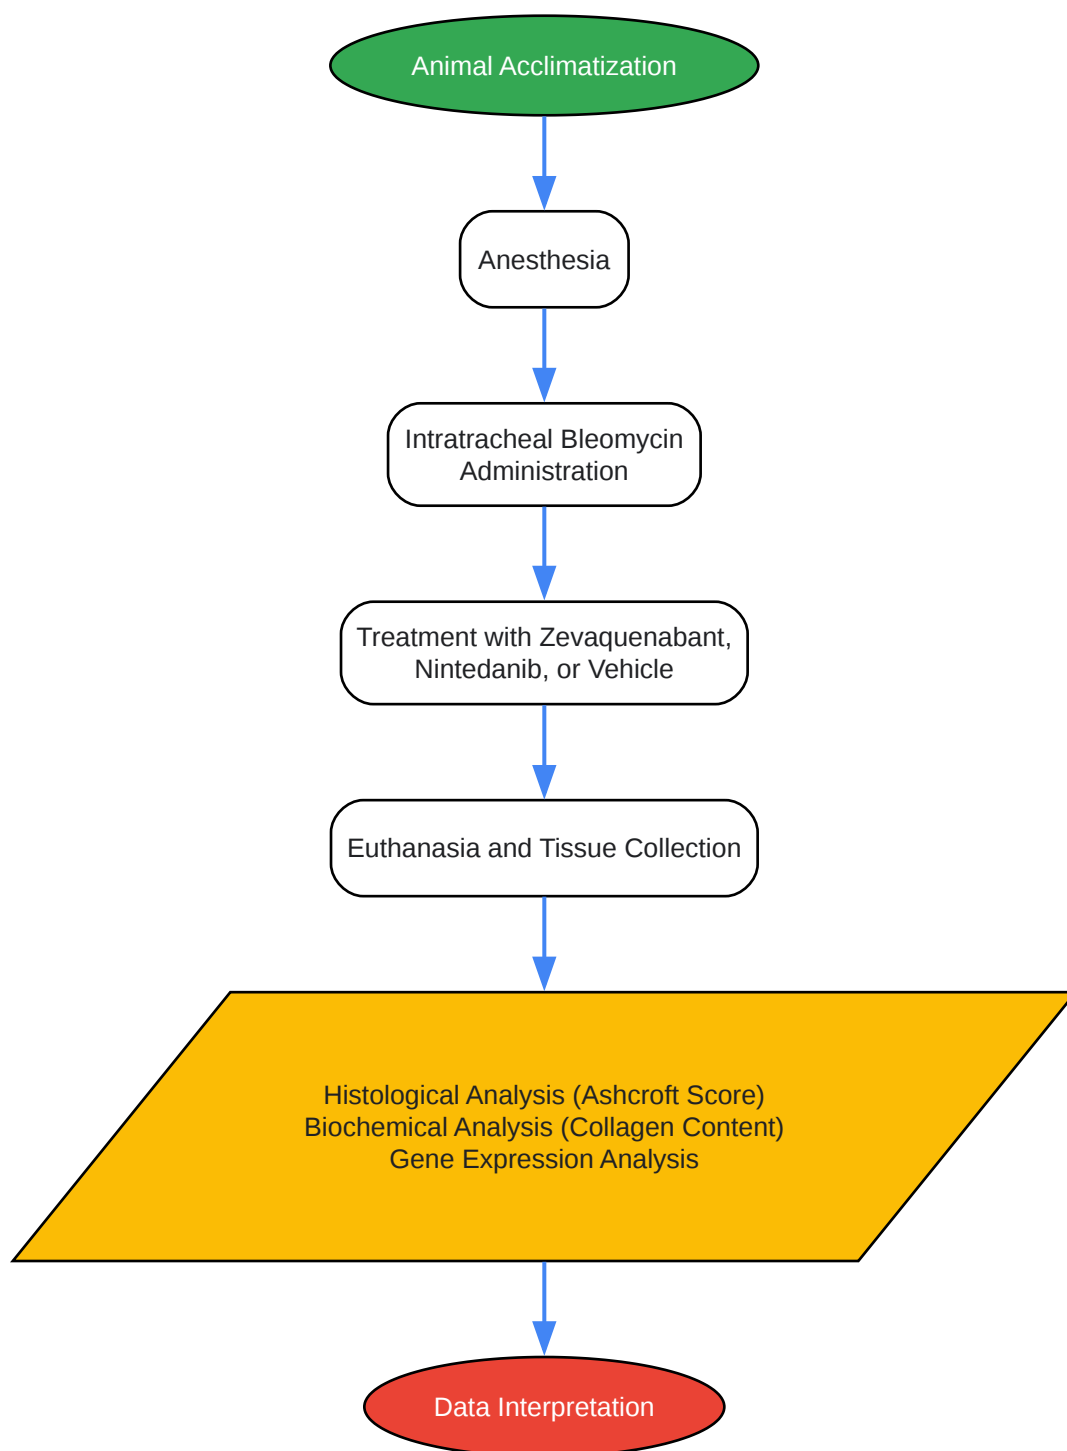 Animal Acclimatization
Anesthesia
Intratracheal Bleomycin
Administration
Treatment with Zevaquenabant,
Nintedanib, or Vehicle
Euthanasia and Tissue Collection
Histological Analysis (Ashcroft Score)
Biochemical Analysis (Collagen Content)
Gene Expression Analysis
Data Interpretation